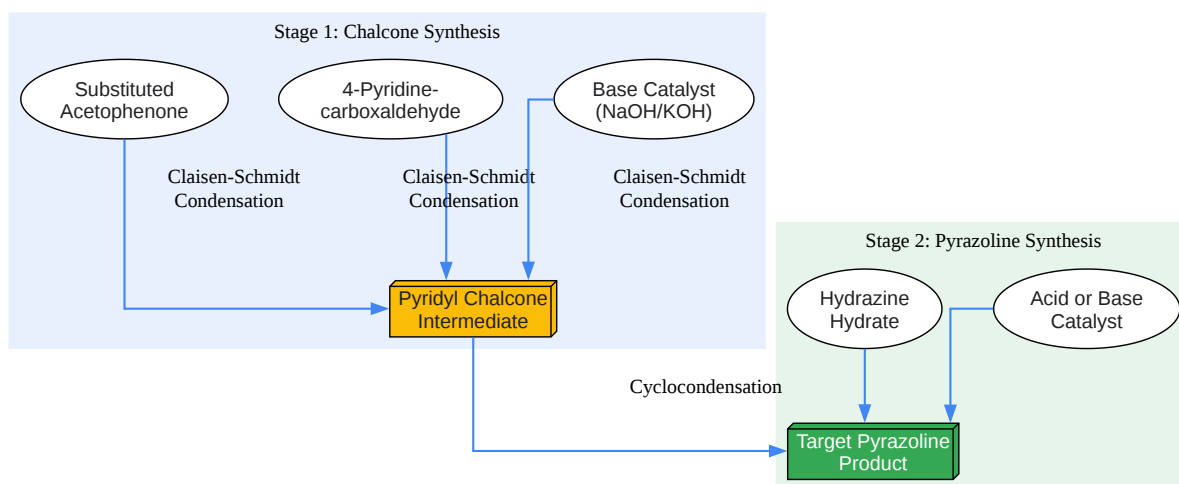 Stage 1: Chalcone Synthesis
Substituted
Acetophenone
4-Pyridine-
carboxaldehyde
Base Catalyst
(NaOH/KOH)
Claisen-Schmidt
Condensation
Claisen-Schmidt
Condensation
Claisen-Schmidt
Condensation
Pyridyl Chalcone
Intermediate
Stage 2: Pyrazoline Synthesis
Hydrazine
Hydrate
Acid or Base
Catalyst
Cyclocondensation
Target Pyrazoline
Product